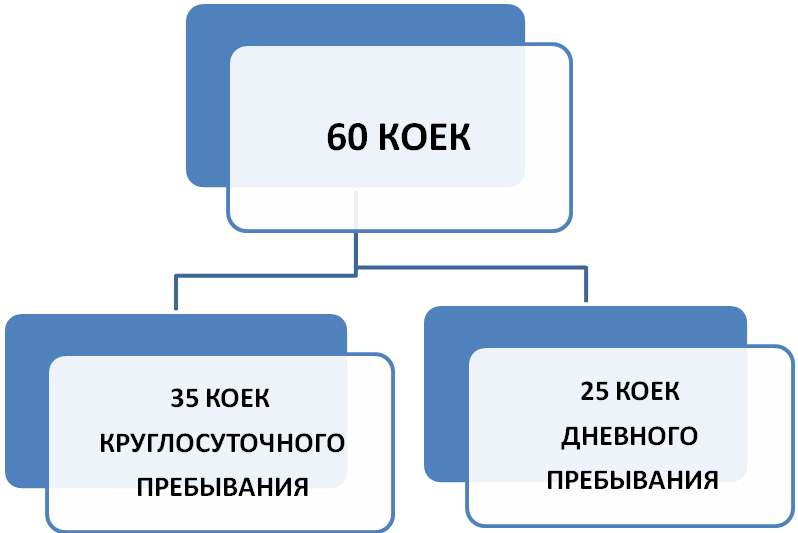 60 КОЕК
35 КОЕК
КРУГЛОСУТОЧНОГО
ПРЕБЫВАНИЯ
25 КОЕК
ДНЕВНОГО
ПРЕБЫВАНИЯ